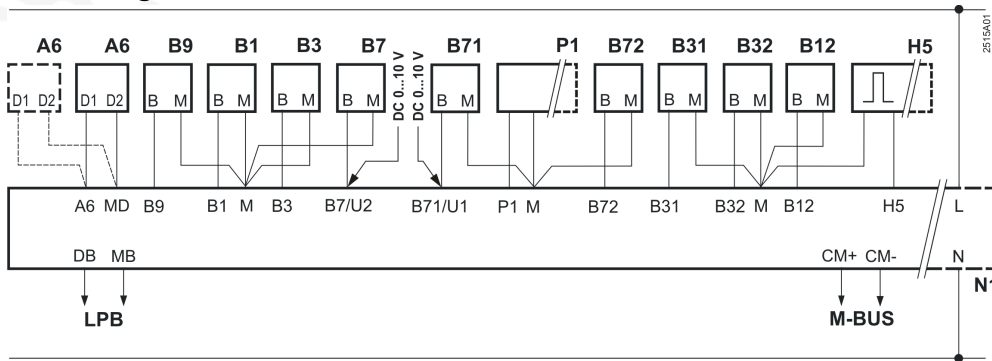 A6 A6 B9 B1 B3 B7 DC 0...10 V DC 0...10 V B71 P1 B72 B31 B32 B12 H5
2515A01
D1 D2 D1 D2 B M B M B M B M B M B M B M B M B M
A6 MD B9 B1 M B3 B7/U2 B71/U1 P1 M B72 B31 B32 M B12 H5 L
DB MB CM+ CM- N
N1
LPB M-BUS